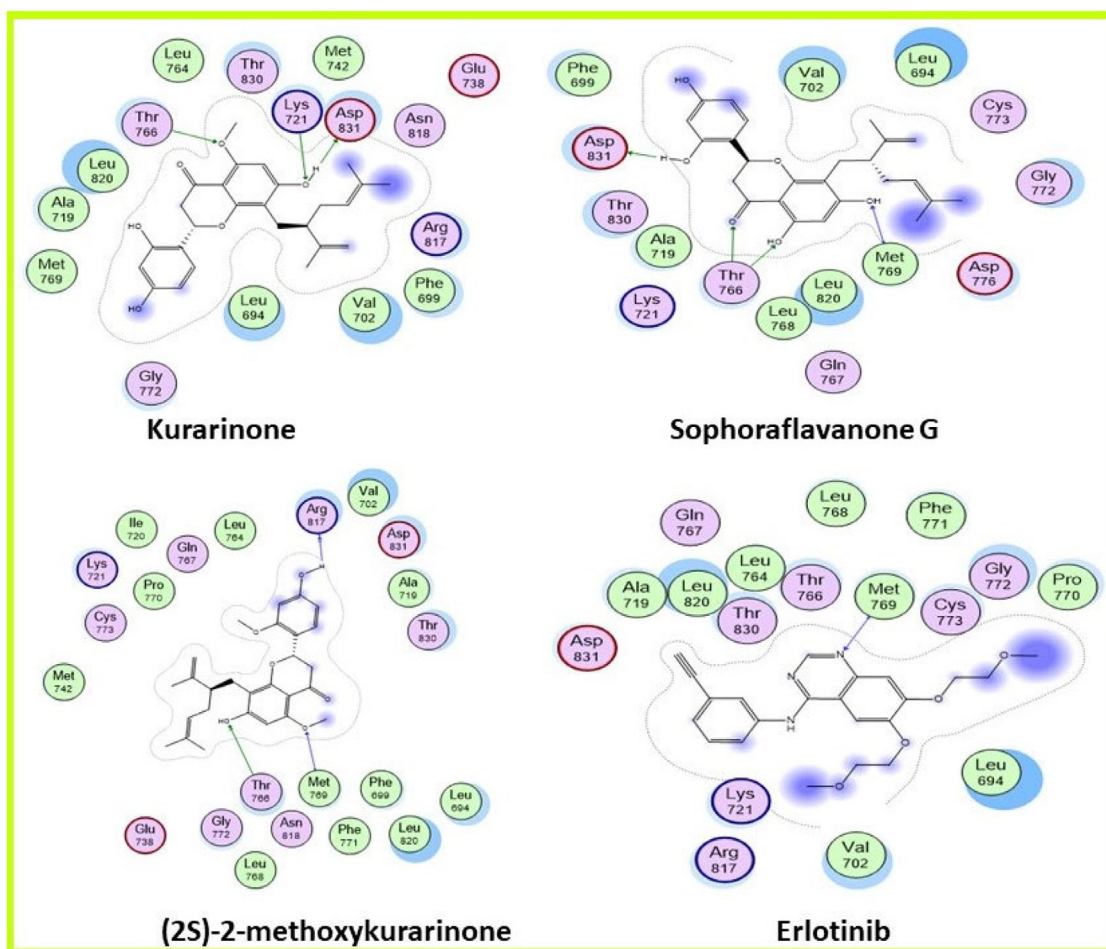 Leu
764
Thr
830
Met
742
Glu
738
Lys
721
Asp
831
Asn
818
Thr
766
Leu
820
Ala
719
Met
769
Arg
817
Phe
699
Val
702
Leu
694
Gly
772
O
O
O
HO
HO
O
H
Kurarinone
Phe
699
Val
702
Leu
694
Cys
773
Asp
831
Gly
772
Thr
830
Ala
719
Lys
721
Thr
766
Leu
768
Leu
820
Met
769
Asp
776
Gln
767
HO
H
O
O
O
HO
OH
Sophoraflavanone G
Ile
720
Leu
764
Arg
817
Val
702
Lys
721
Gln
767
Asp
831
Pro
770
Ala
719
Cys
773
Thr
830
Met
742
Thr
766
Met
769
Phe
699
Leu
694
Glu
738
Gly
772
Asn
818
Phe
771
Leu
820
Leu
768
H
O
O
O
O
HO
O
(2S)-2-methoxykurarinone
Gln
767
Leu
768
Phe
771
Ala
719
Leu
820
Leu
764
Thr
766
Met
769
Gly
772
Pro
770
Thr
830
Cys
773
Asp
831
Lys
721
Leu
694
Arg
817
Val
702
N
N
N
H
O
O
O
O
Erlotinib